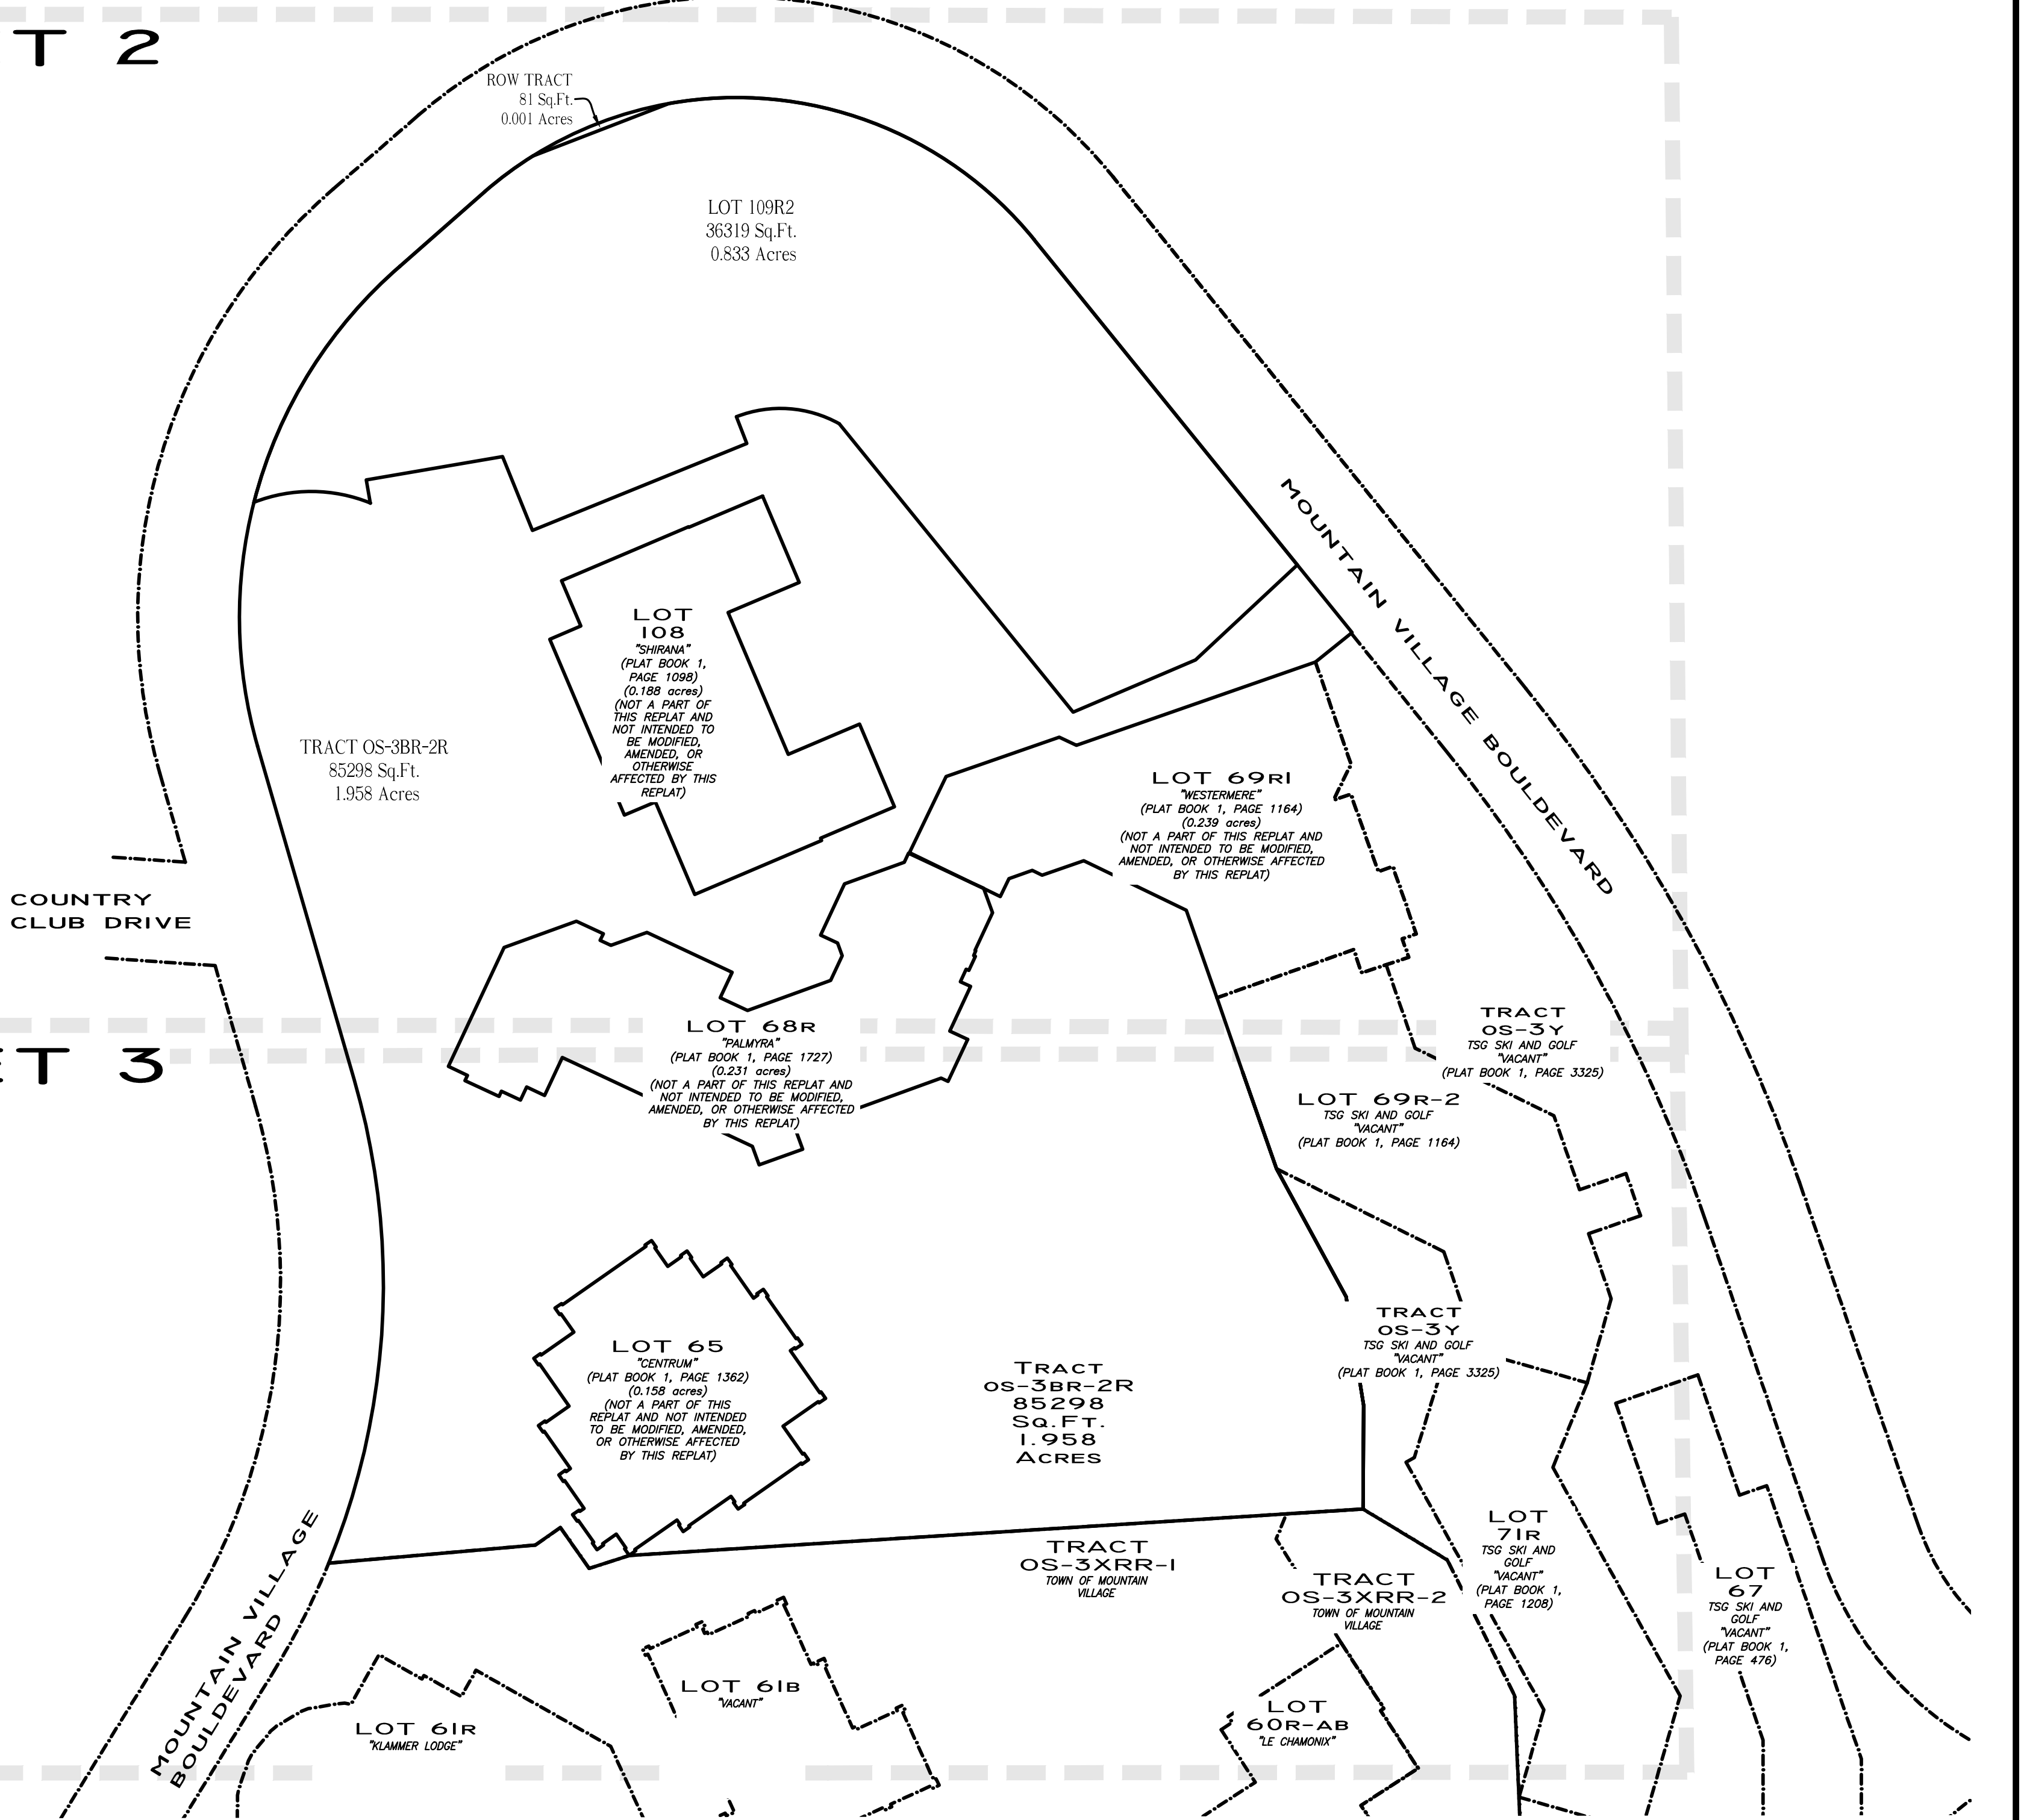 T 2
ROW TRACT
81 Sq.Ft.
0.001 Acres
LOT 109R2
36319 Sq.Ft.
0.833 Acres
MOUNTAIN VILLAGE BOULDEVARD
LOT
108
"SHIRANA"
(PLAT BOOK 1,
PAGE 1098)
(0.188 acres)
(NOT A PART OF
THIS REPLAT AND
NOT INTENDED TO
BE MODIFIED,
AMENDED, OR
OTHERWISE
AFFECTED BY THIS
REPLAT)
TRACT OS-3BR-2R
85298 Sq.Ft.
1.958 Acres
LOT 69R1
"WESTERMERE"
(PLAT BOOK 1, PAGE 1164)
(0.239 acres)
(NOT A PART OF THIS REPLAT AND
NOT INTENDED TO BE MODIFIED,
AMENDED, OR OTHERWISE AFFECTED
BY THIS REPLAT)
COUNTRY
CLUB DRIVE
ET 3
LOT 68R
"PALMYRA"
(PLAT BOOK 1, PAGE 1727)
(0.231 acres)
(NOT A PART OF THIS REPLAT AND
NOT INTENDED TO BE MODIFIED,
AMENDED, OR OTHERWISE AFFECTED
BY THIS REPLAT)
TRACT
OS-3Y
TSG SKI AND GOLF
"VACANT"
(PLAT BOOK 1, PAGE 3325)
LOT 69R-2
TSG SKI AND GOLF
"VACANT"
(PLAT BOOK 1, PAGE 1164)
TRACT
OS-3Y
TSG SKI AND GOLF
"VACANT"
(PLAT BOOK 1, PAGE 3325)
LOT 65
"CENTRUM"
(PLAT BOOK 1, PAGE 1362)
(0.158 acres)
(NOT A PART OF THIS
REPLAT AND NOT INTENDED
TO BE MODIFIED, AMENDED,
OR OTHERWISE AFFECTED
BY THIS REPLAT)
TRACT
OS-3BR-2R
85298
SQ.FT.
1.958
ACRES
TRACT
OS-3XRR-1
TOWN OF MOUNTAIN
VILLAGE
TRACT
OS-3XRR-2
TOWN OF MOUNTAIN
VILLAGE
LOT
71R
TSG SKI AND
GOLF
"VACANT"
(PLAT BOOK 1,
PAGE 1208)
LOT
67
TSG SKI AND
GOLF
"VACANT"
(PLAT BOOK 1,
PAGE 476)
MOUNTAIN VILLAGE
BOULDEVARD
LOT 61R
"KLAMMER LODGE"
LOT 61B
"VACANT"
LOT
60R-AB
"LE CHAMONIX"